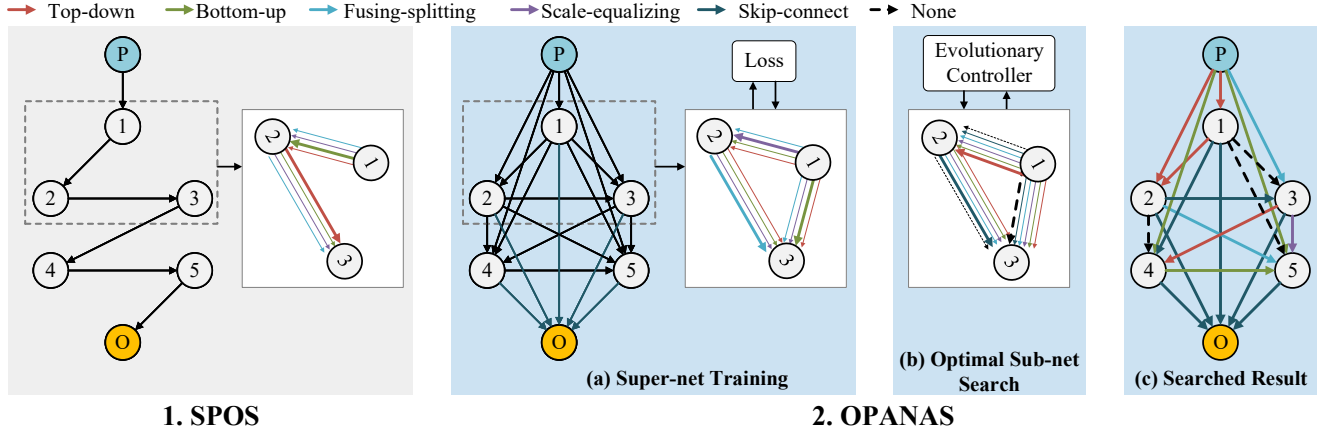 Top-down Bottom-up Fusing-splitting Scale-equalizing Skip-connect None
P
1
2 3
4 5
O
2
1
3
1. SPOS
P
1
2 3
4 5
O
Loss
2
1
3
(a) Super-net Training
Evolutionary
Controller
2
1
3
(b) Optimal Sub-net
Search
P
1
2 3
4 5
O
(c) Searched Result
2. OPANAS